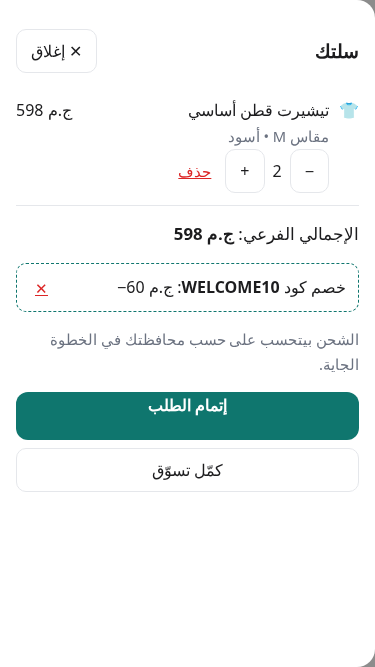 سلتك
✕ إغلاق
تيشيرت قطن أساسي
598 ج.م
مقاس M • أسود
− 2 + حذف
الإجمالي الفرعي: 598 ج.م
خصم كود WELCOME10: −60 ج.م ✕
الشحن بيتحسب على حسب محافظتك في الخطوة
الجاية.
إتمام الطلب
كمّل تسوّق